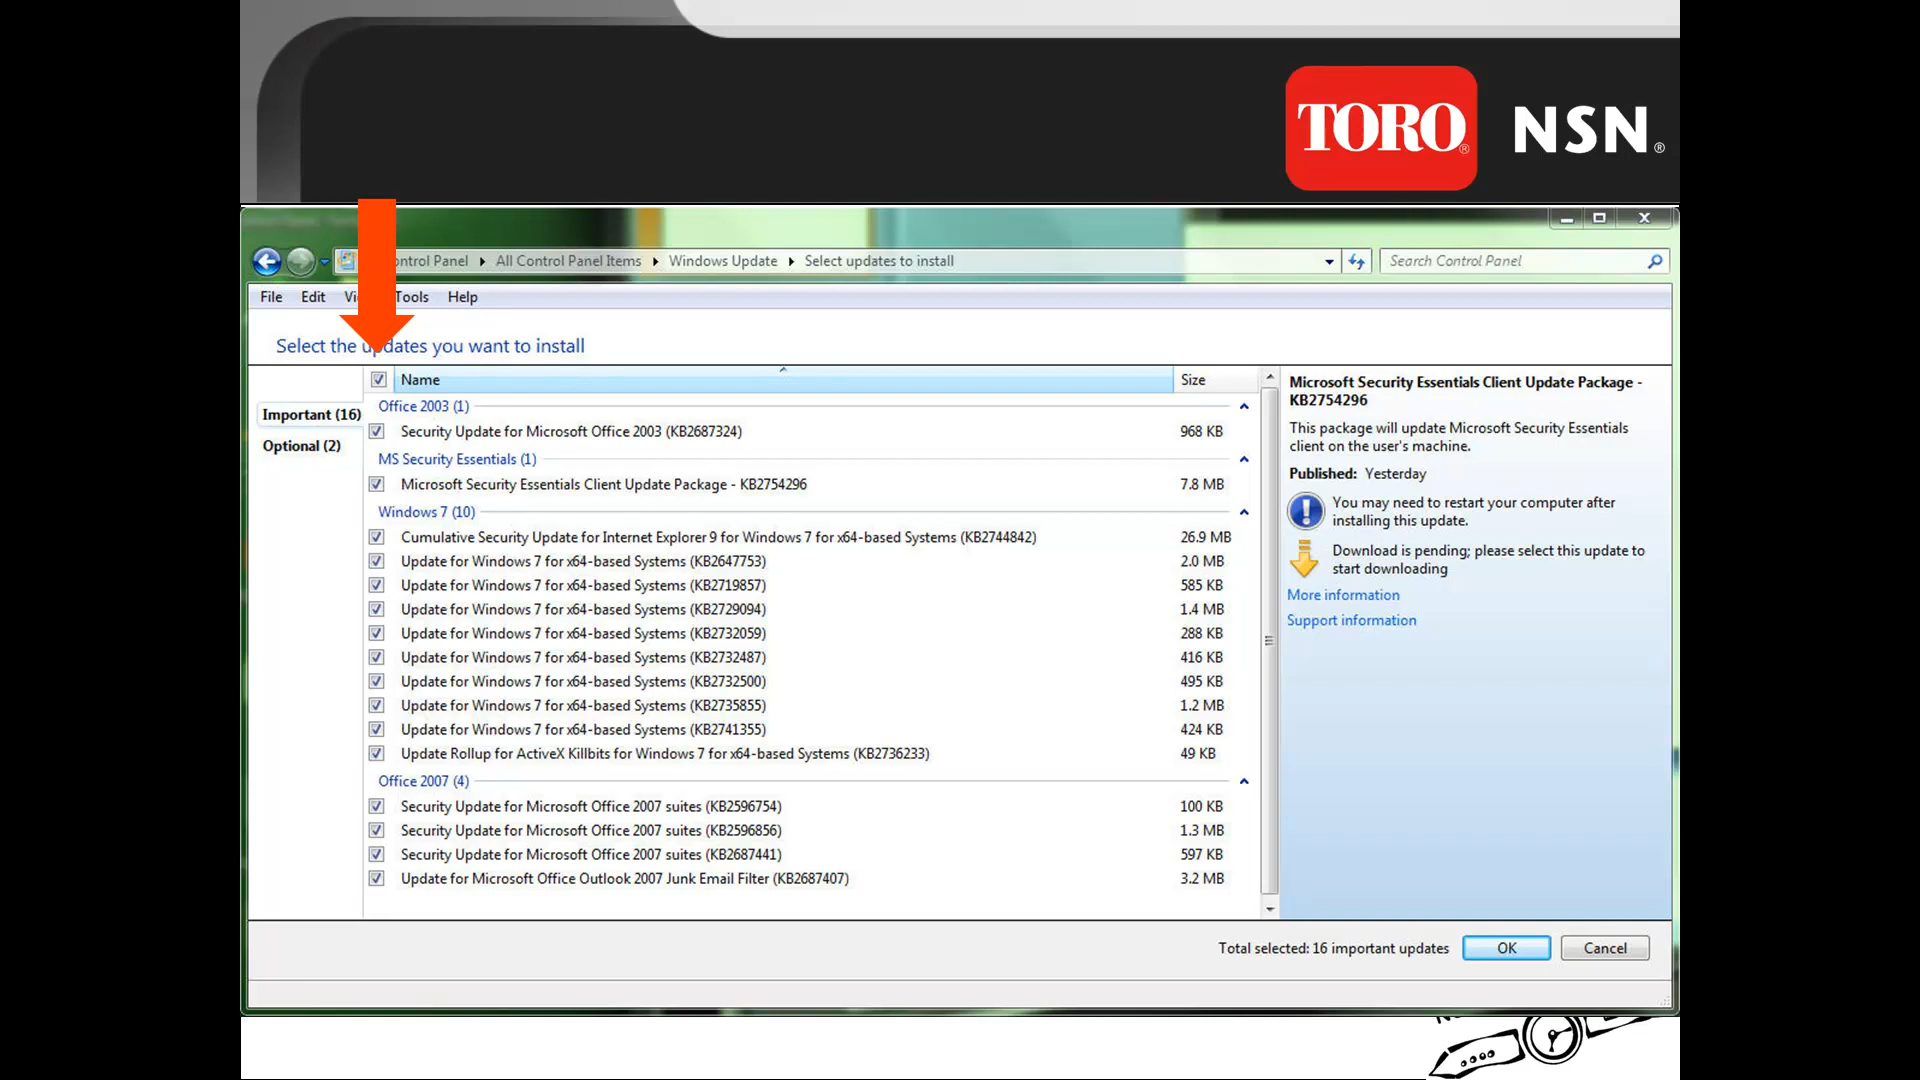 TORO®
NSN®
ontrol Panel
All Control Panel Items
Windows Update
Select updates to install
Search Control Panel
File
Edit
Tools
Help
Select the updates you want to install
Name
Size
Important (16)
Optional (2)
Office 2003 (1)
Security Update for Microsoft Office 2003 (KB2687324) 968 KB
MS Security Essentials (1)
Microsoft Security Essentials Client Update Package - KB2754296 7.8 MB
Windows 7 (10)
Cumulative Security Update for Internet Explorer 9 for Windows 7 for x64-based Systems (KB2744842) 26.9 MB
Update for Windows 7 for x64-based Systems (KB2647753) 2.0 MB
Update for Windows 7 for x64-based Systems (KB2719857) 585 KB
Update for Windows 7 for x64-based Systems (KB2729094) 1.4 MB
Update for Windows 7 for x64-based Systems (KB2732059) 288 KB
Update for Windows 7 for x64-based Systems (KB2732487) 416 KB
Update for Windows 7 for x64-based Systems (KB2732500) 495 KB
Update for Windows 7 for x64-based Systems (KB2735855) 1.2 MB
Update for Windows 7 for x64-based Systems (KB2741355) 424 KB
Update Rollup for ActiveX Killbits for Windows 7 for x64-based Systems (KB2736233) 49 KB
Office 2007 (4)
Security Update for Microsoft Office 2007 suites (KB2596754) 100 KB
Security Update for Microsoft Office 2007 suites (KB2596856) 1.3 MB
Security Update for Microsoft Office 2007 suites (KB2687441) 597 KB
Update for Microsoft Office Outlook 2007 Junk Email Filter (KB2687407) 3.2 MB
Microsoft Security Essentials Client Update Package -
KB2754296
This package will update Microsoft Security Essentials
client on the user's machine.
Published: Yesterday
You may need to restart your computer after
installing this update.
Download is pending; please select this update to
start downloading
More information
Support information
Total selected: 16 important updates
OK
Cancel